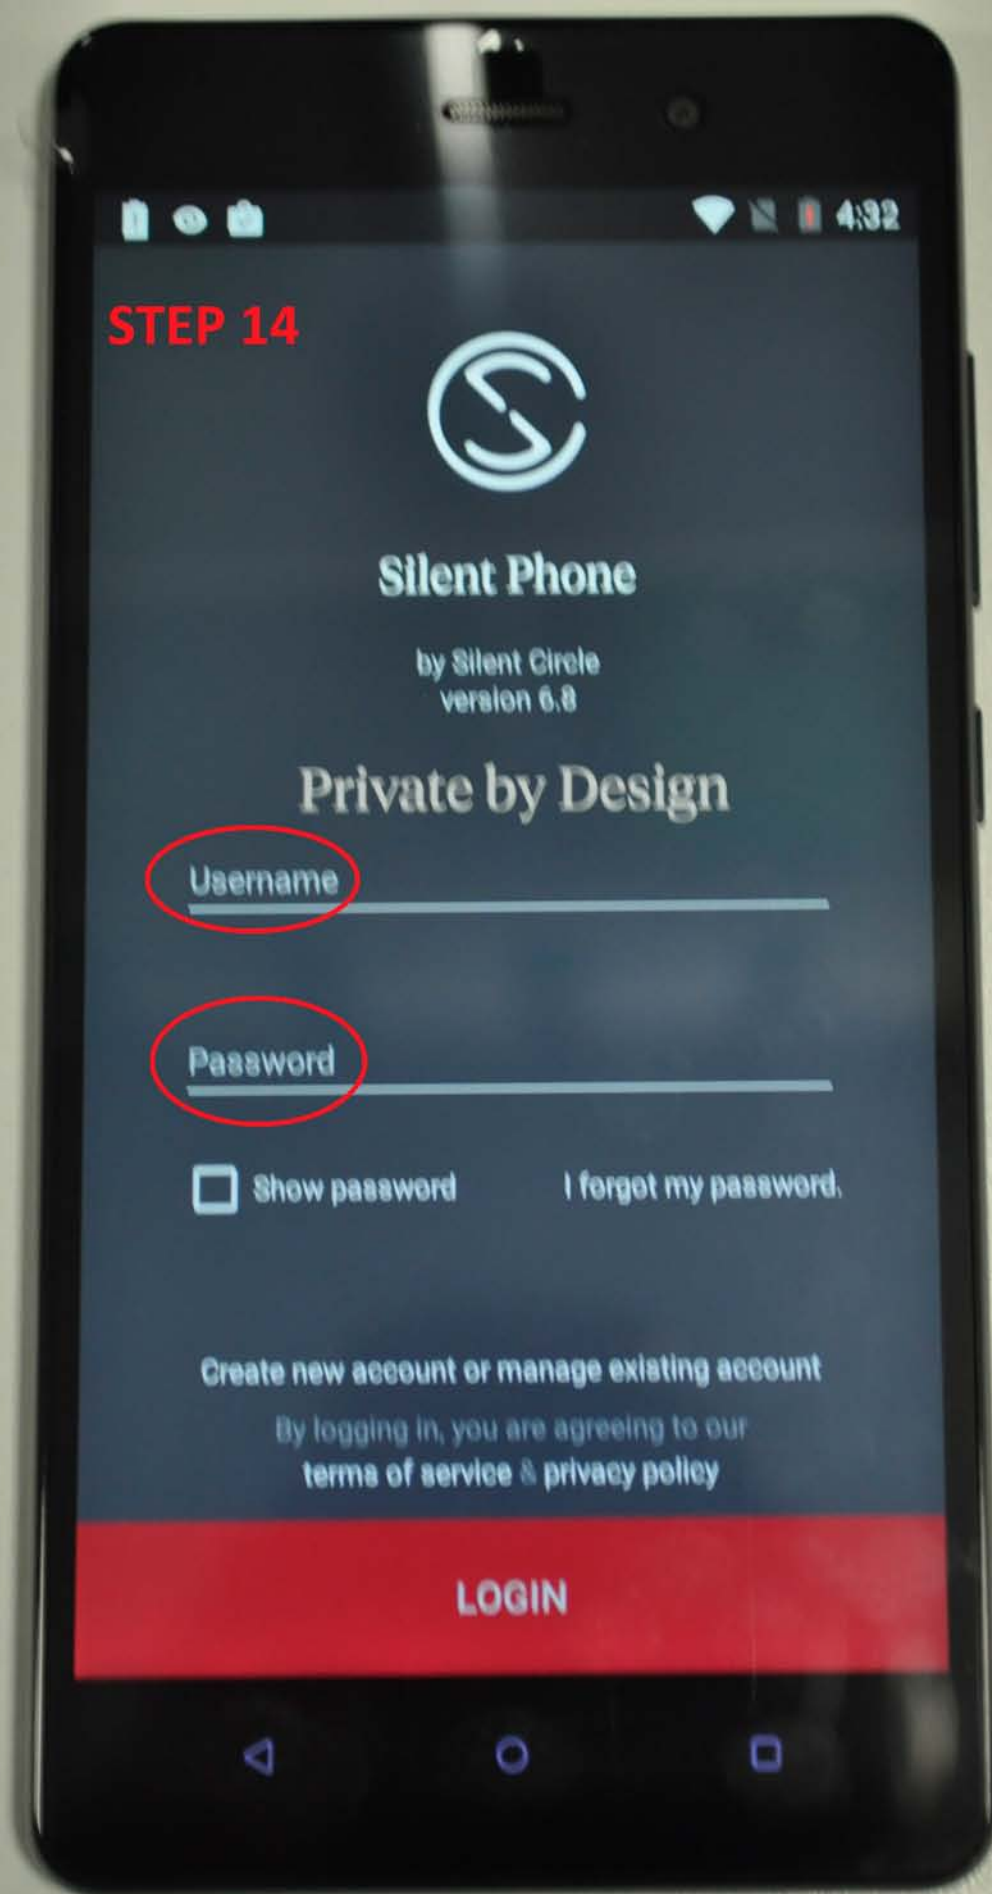 4:32
STEP 14
Silent Phone
by Silent Circle
version 6.8
Private by Design
Username
Password
Show password
I forgot my password.
Create new account or manage existing account
By logging in, you are agreeing to our
terms of service & privacy policy
LOGIN